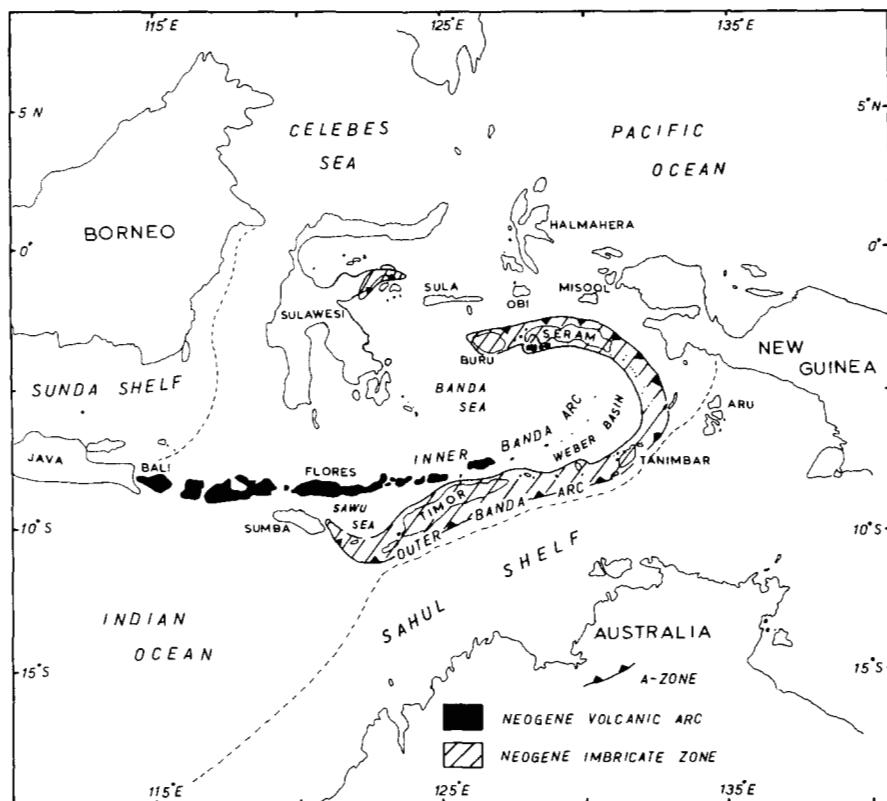 115°E
125°E
135°E
5°N
5°N
CELEBES
SEA
PACIFIC
OCEAN
HALMAHERA
BORNEO
0°
0°
SULA
OBI
MISOOL
SULAWESI
SERAM
BURU
NEW
GUINEA
SUNDA SHELF
BANDA
SEA
ARU
WEBER BASIN
INNER BANDA ARC
JAVA
BALI
FLORES
TANIMBAR
SAWU
SEA
TIMOR
SUMBA
10°S
10°S
OUTER BANDA ARC
SAHUL SHELF
INDIAN
OCEAN
AUSTRALIA
15°S
15°S
A-ZONE
NEOGENE VOLCANIC ARC
NEOGENE IMBRICATE ZONE
115°E
125°E
135°E